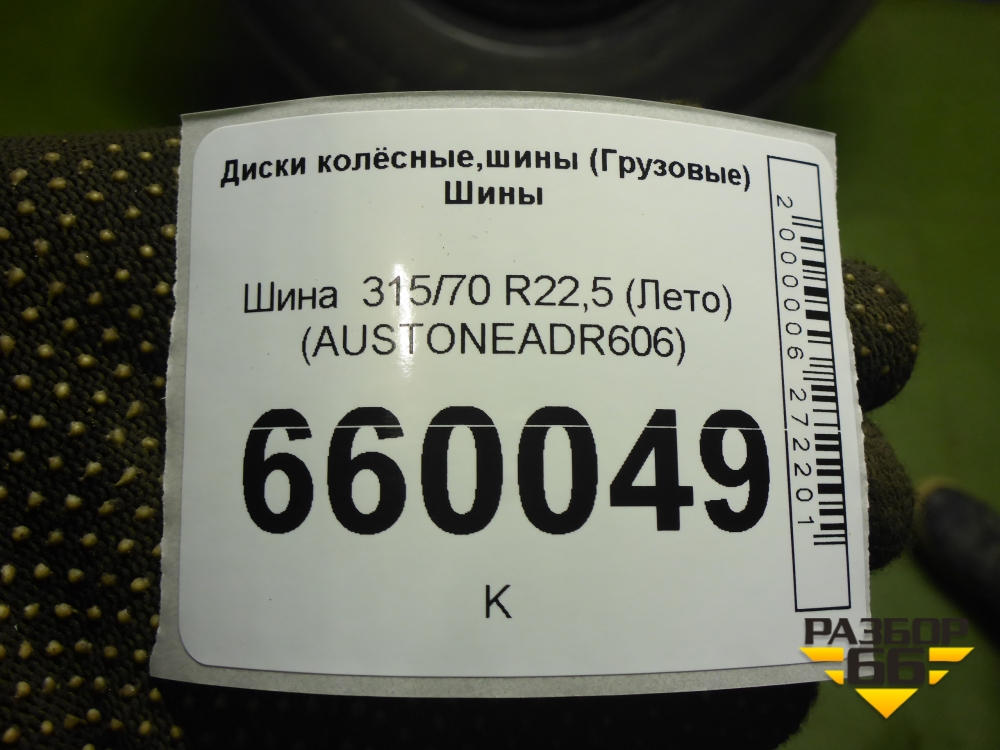 Диски колёсные,шины (Грузовые)
Шины
Шина 315/70 R22,5 (Лето)
(AUSTONEADR606)
660049
К
2000006272201
РАЗБОР
66